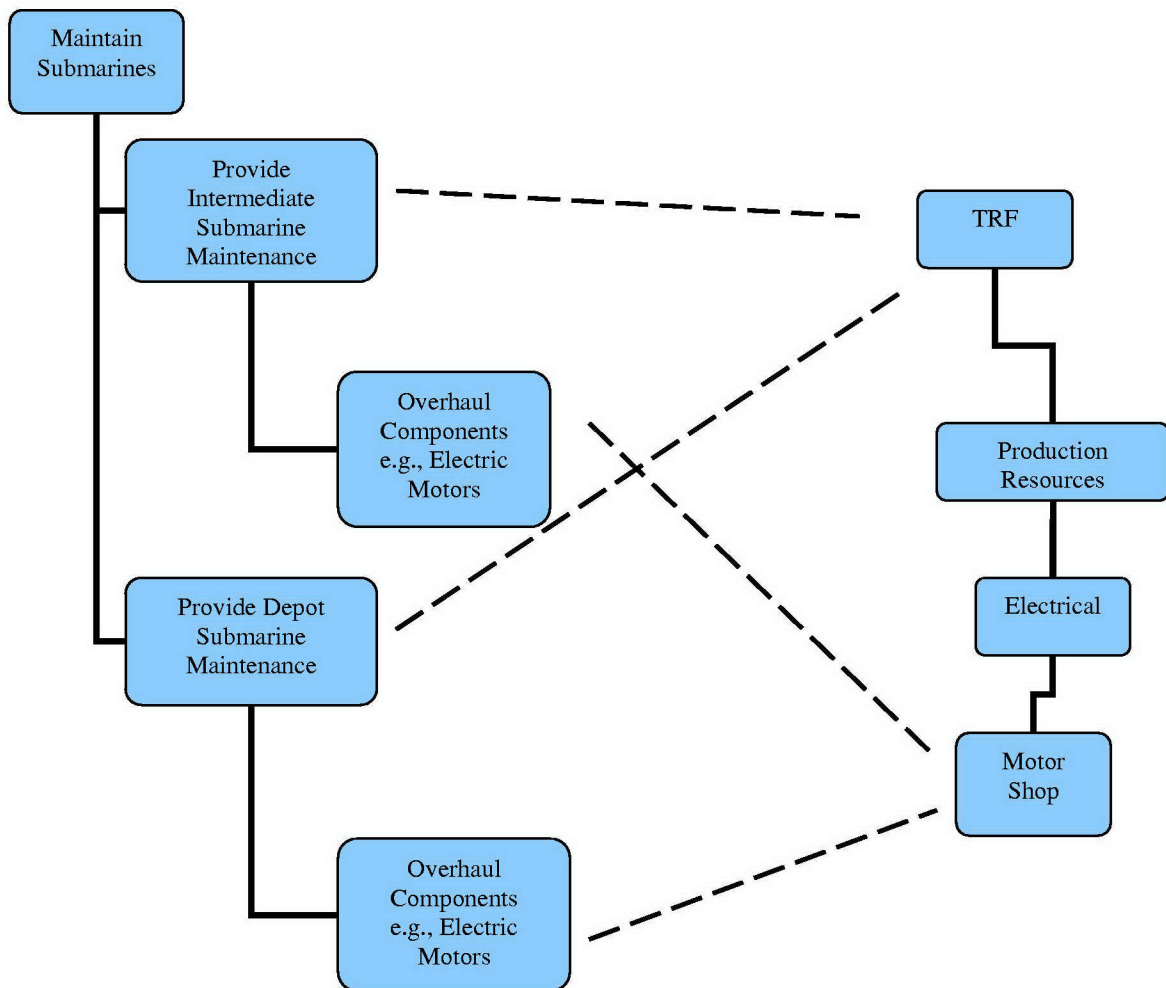 Maintain
Submarines
Provide
Intermediate
Submarine
Maintenance
TRF
Overhaul
Components
e.g., Electric
Motors
Production
Resources
Provide Depot
Submarine
Maintenance
Electrical
Motor
Shop
Overhaul
Components
e.g., Electric
Motors